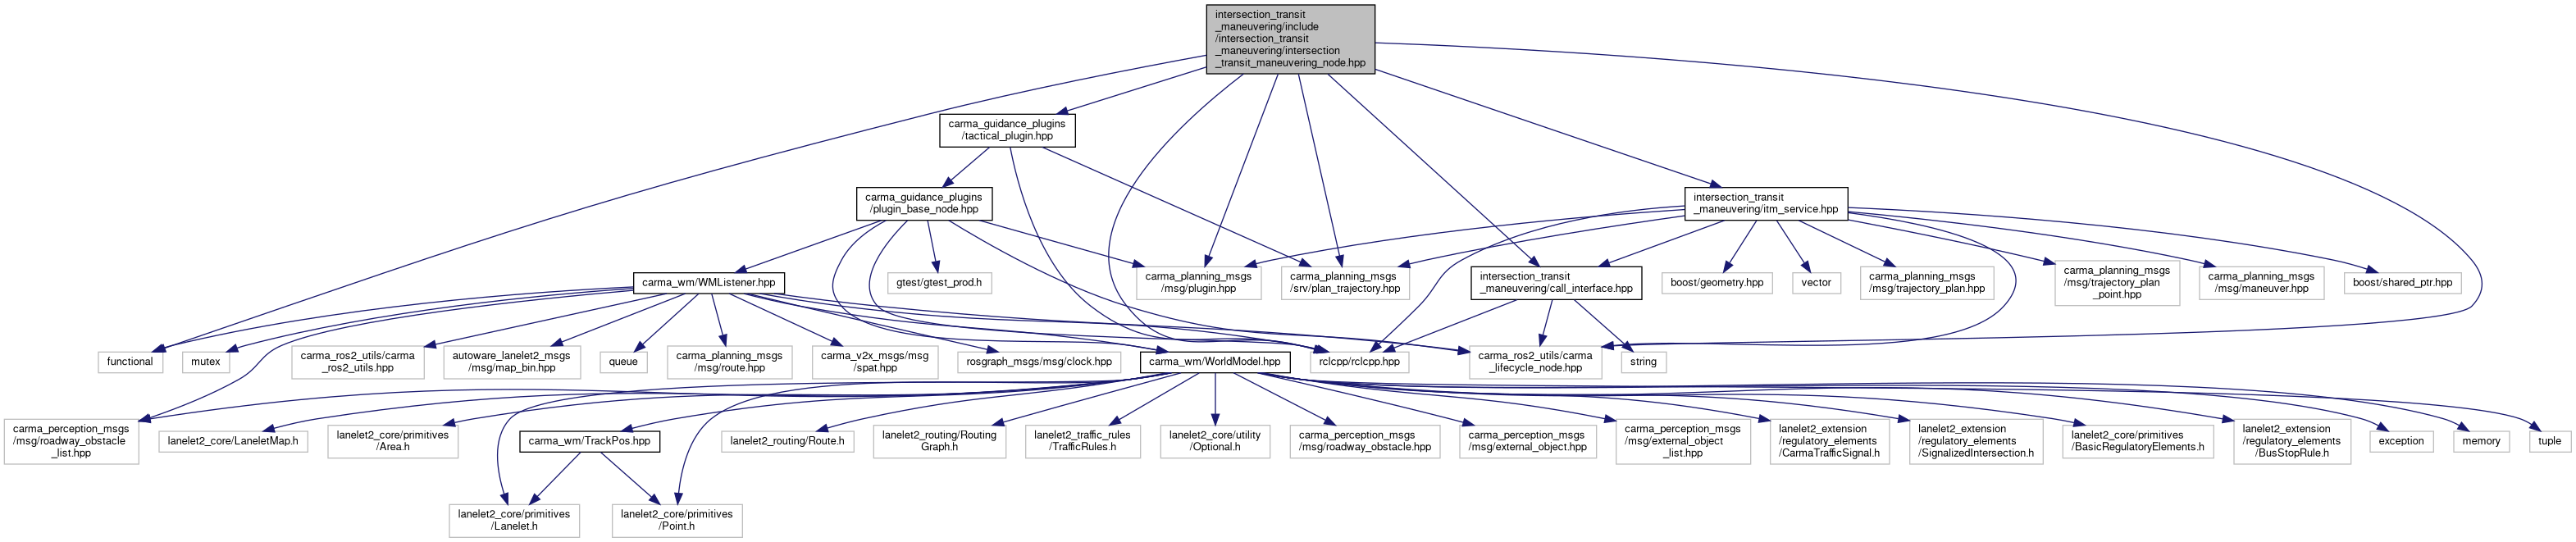 intersection_transit
_maneuvering/include
/intersection_transit
_maneuvering/intersection
_transit_maneuvering_node.hpp
carma_guidance_plugins
/tactical_plugin.hpp
carma_guidance_plugins
/plugin_base_node.hpp
intersection_transit
_maneuvering/itm_service.hpp
carma_wm/WMListener.hpp
gtest/gtest_prod.h
carma_planning_msgs
/msg/plugin.hpp
carma_planning_msgs
/srv/plan_trajectory.hpp
intersection_transit
_maneuvering/call_interface.hpp
boost/geometry.hpp
vector
carma_planning_msgs
/msg/trajectory_plan.hpp
carma_planning_msgs
/msg/trajectory_plan
_point.hpp
carma_planning_msgs
/msg/maneuver.hpp
boost/shared_ptr.hpp
functional
mutex
carma_ros2_utils/carma
_ros2_utils.hpp
autoware_lanelet2_msgs
/msg/map_bin.hpp
queue
carma_planning_msgs
/msg/route.hpp
carma_v2x_msgs/msg
/spat.hpp
rosgraph_msgs/msg/clock.hpp
carma_wm/WorldModel.hpp
rclcpp/rclcpp.hpp
carma_ros2_utils/carma
_lifecycle_node.hpp
string
carma_perception_msgs
/msg/roadway_obstacle
_list.hpp
lanelet2_core/LaneletMap.h
lanelet2_core/primitives
/Area.h
carma_wm/TrackPos.hpp
lanelet2_routing/Route.h
lanelet2_routing/Routing
Graph.h
lanelet2_traffic_rules
/TrafficRules.h
lanelet2_core/utility
/Optional.h
carma_perception_msgs
/msg/roadway_obstacle.hpp
carma_perception_msgs
/msg/external_object.hpp
carma_perception_msgs
/msg/external_object
_list.hpp
lanelet2_extension
/regulatory_elements
/CarmaTrafficSignal.h
lanelet2_extension
/regulatory_elements
/SignalizedIntersection.h
lanelet2_core/primitives
/BasicRegulatoryElements.h
lanelet2_extension
/regulatory_elements
/BusStopRule.h
exception
memory
tuple
lanelet2_core/primitives
/Lanelet.h
lanelet2_core/primitives
/Point.h